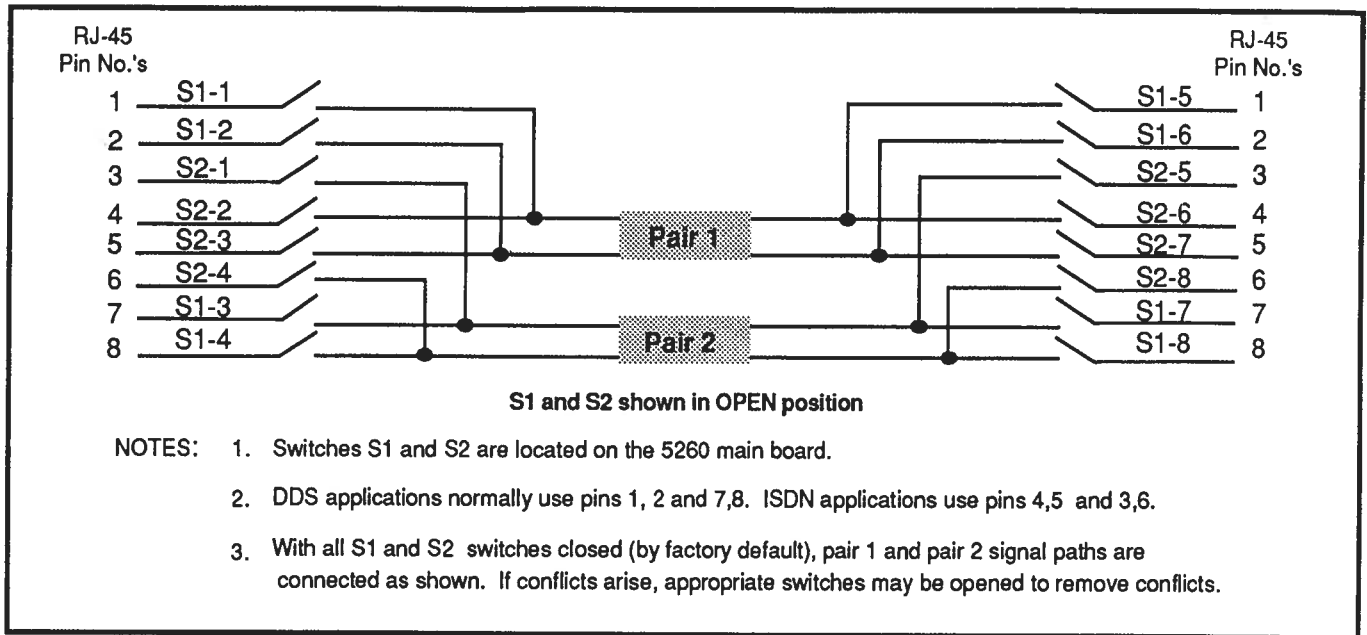 RJ-45
Pin No.'s
RJ-45
Pin No.'s
1 S1-1
S1-5 1
2 S1-2
S1-6 2
3 S2-1
S2-5 3
4 S2-2
S2-6 4
5 S2-3
S2-7 5
6 S2-4
S2-8 6
7 S1-3
S1-7 7
8 S1-4
S1-8 8
Pair 1
Pair 2
S1 and S2 shown in OPEN position
NOTES: 1. Switches S1 and S2 are located on the 5260 main board.
2. DDS applications normally use pins 1, 2 and 7,8. ISDN applications use pins 4,5 and 3,6.
3. With all S1 and S2 switches closed (by factory default), pair 1 and pair 2 signal paths are
connected as shown. If conflicts arise, appropriate switches may be opened to remove conflicts.